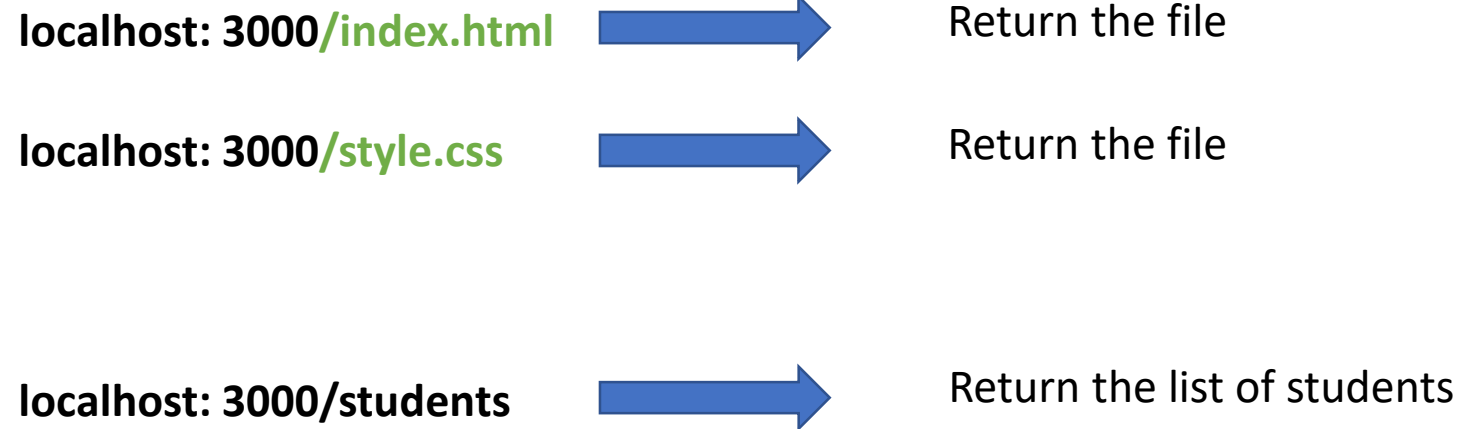 localhost: 3000/index.html Return the file
localhost: 3000/style.css Return the file
localhost: 3000/students Return the list of students